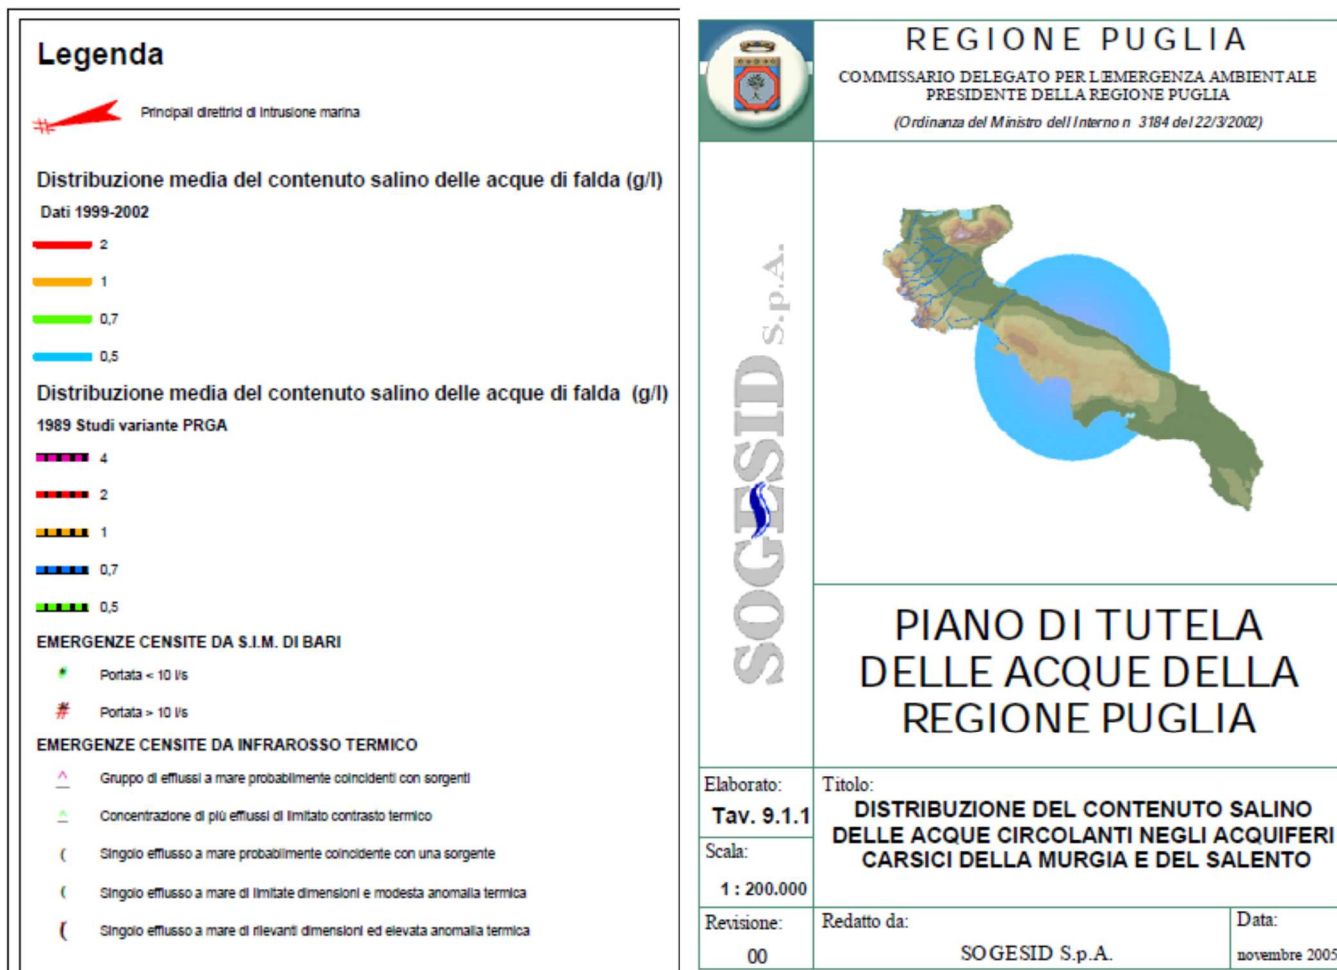 Legenda
Principali direttrici di intrusione marina
Distribuzione media del contenuto salino delle acque di falda (g/l)
Dati 1999-2002
2
1
0,7
0,5
Distribuzione media del contenuto salino delle acque di falda (g/l)
1989 Studi variante PRGA
4
2
1
0,7
0,5
EMERGENZE CENSITE DA S.I.M. DI BARI
Portata < 10 l/s
# Portata > 10 l/s
EMERGENZE CENSITE DA INFRAROSSO TERMICO
Gruppo di efflussi a mare probabilmente coincidenti con sorgenti
Concentrazione di più efflussi di limitato contrasto termico
( Singolo efflusso a mare probabilmente coincidente con una sorgente
( Singolo efflusso a mare di limitate dimensioni e modesta anomalia termica
( Singolo efflusso a mare di rilevanti dimensioni ed elevata anomalia termica
REGIONE PUGLIA
COMMISSARIO DELEGATO PER L'EMERGENZA AMBIENTALE
PRESIDENTE DELLA REGIONE PUGLIA
(Ordinanza del Ministro dell Interno n 3184 del 22/3/2002)
SOGESID S.p.A.
PIANO DI TUTELA
DELLE ACQUE DELLA
REGIONE PUGLIA
Elaborato:
Tav. 9.1.1
Titolo:
DISTRIBUZIONE DEL CONTENUTO SALINO
DELLE ACQUE CIRCOLANTI NEGLI ACQUIFERI
CARSICI DELLA MURGIA E DEL SALENTO
Scala:
1 : 200.000
Revisione:
00
Redatto da:
SOGESID S.p.A.
Data:
novembre 2005